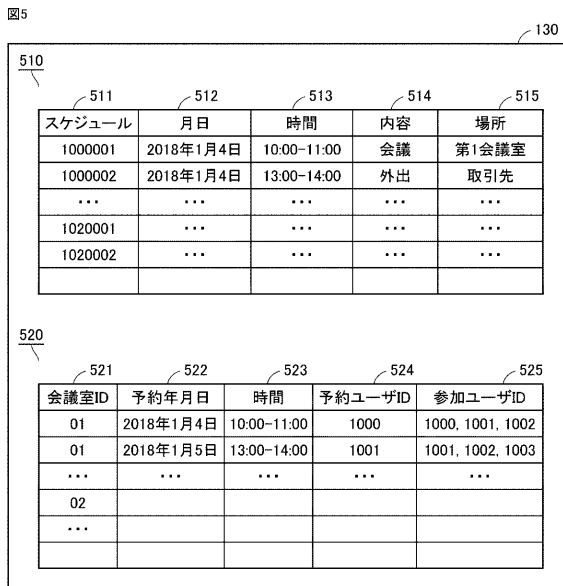 図5
130
510
511 512 513 514 515
スケジュール 月日 時間 内容 場所
1000001 2018年1月4日 10:00-11:00 会議 第1会議室
1000002 2018年1月4日 13:00-14:00 外出 取引先
… … … … …
1020001 … … … …
1020002 … … … …
520
521 522 523 524 525
会議室ID 予約年月日 時間 予約ユーザID 参加ユーザID
01 2018年1月4日 10:00-11:00 1000 1000, 1001, 1002
01 2018年1月5日 13:00-14:00 1001 1001, 1002, 1003
… … … … …
02
…